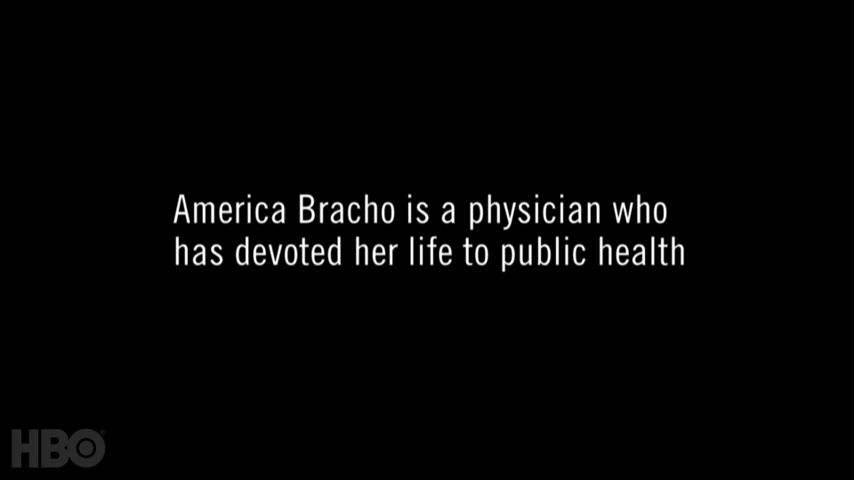 America Bracho is a physician who
has devoted her life to public health
HBO